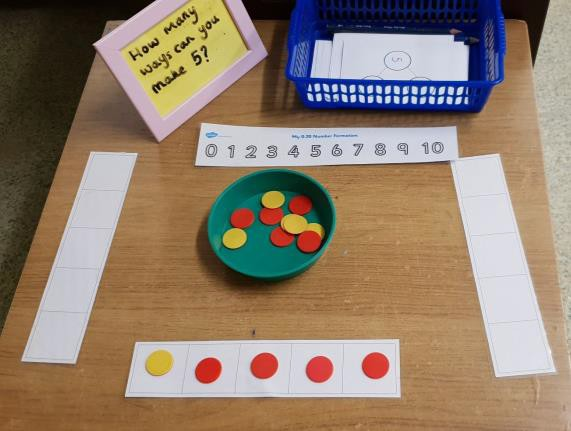 How many
ways can you
make 5?
5
My 0-20 Number Formation
0 1 2 3 4 5 6 7 8 9 10